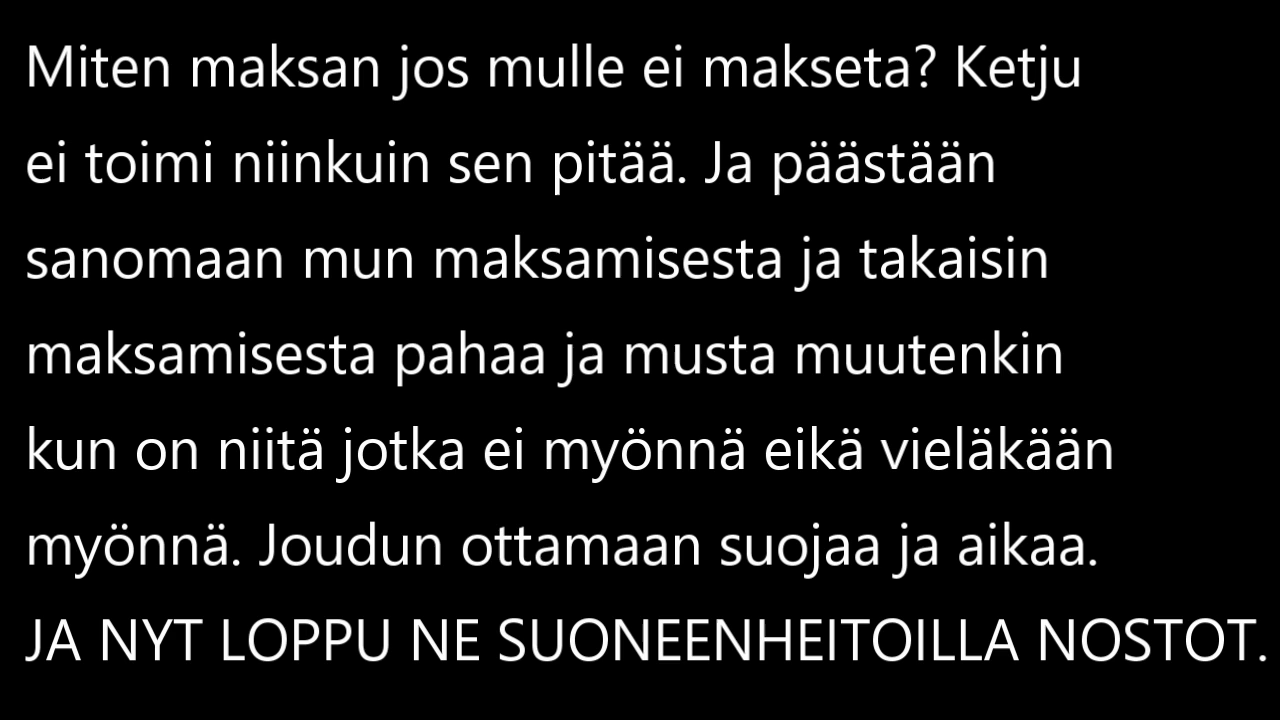 Miten maksan jos mulle ei makseta? Ketju
ei toimi niinkuin sen pitää. Ja päästään
sanomaan mun maksamisesta ja takaisin
maksamisesta pahaa ja musta muutenkin
kun on niitä jotka ei myönnä eikä vieläkään
myönnä. Joudun ottamaan suojaa ja aikaa.
JA NYT LOPPU NE SUONEENHEITOILLA NOSTOT.